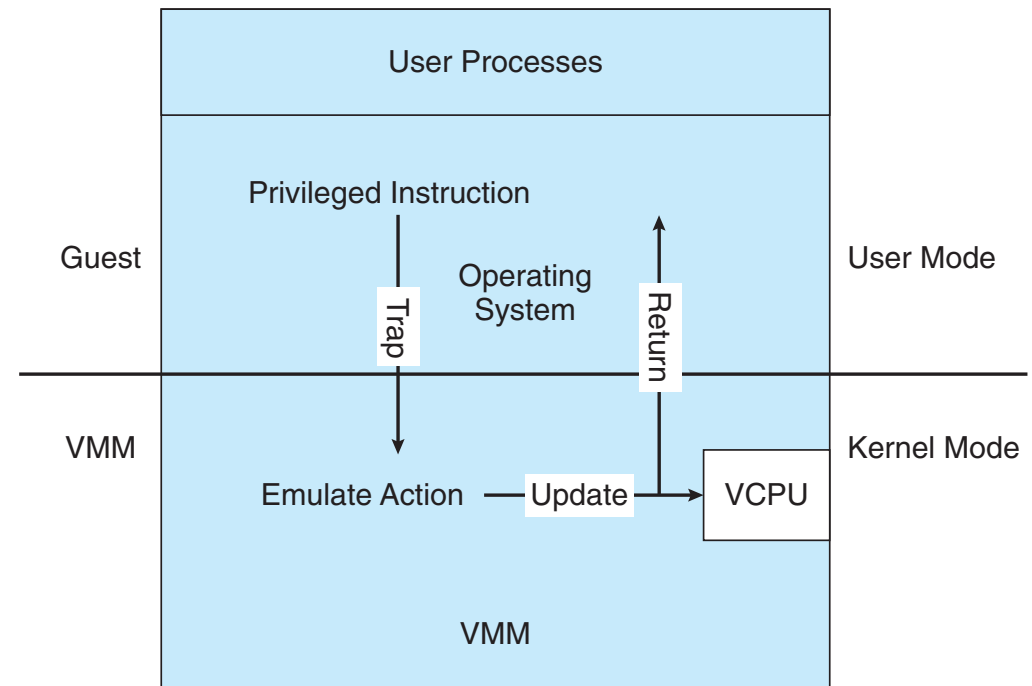 User Processes
Privileged Instruction
Guest
User Mode
Operating
System
Trap
Return
VMM
Kernel Mode
Emulate Action
Update
VCPU
VMM